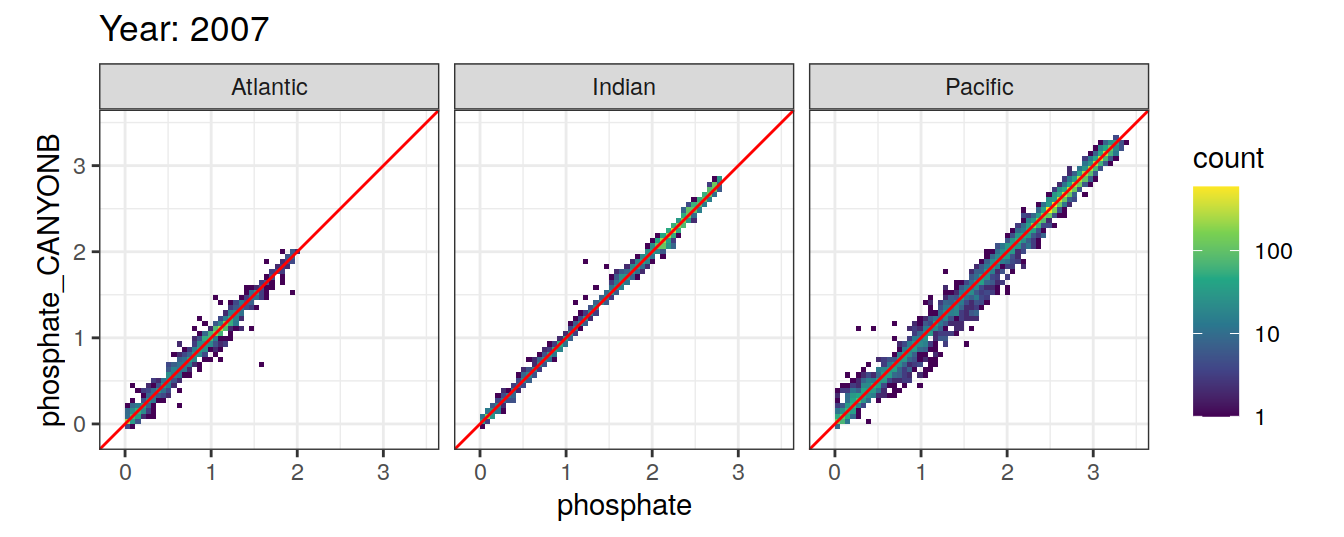 Year: 2007
Atlantic
Indian
Pacific
phosphate_CANYONB
3
2
1
0
0 1 2 3
0 1 2 3
0 1 2 3
phosphate
count
100
10
1